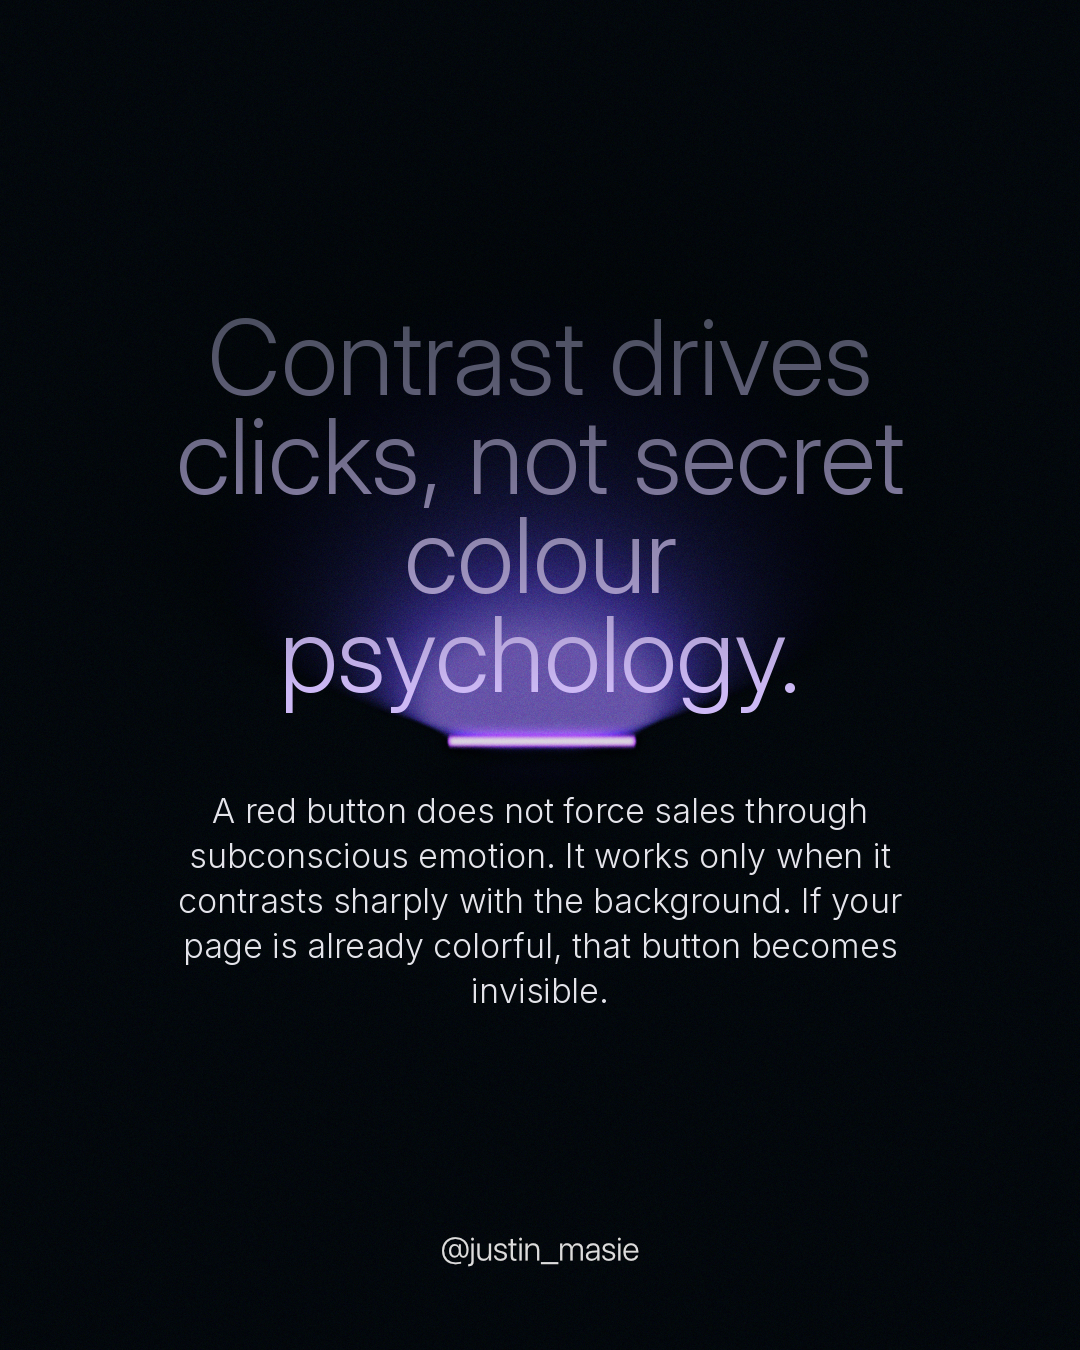 Contrast drives
clicks, not secret
colour
psychology.
A red button does not force sales through
subconscious emotion. It works only when it
contrasts sharply with the background. If your
page is already colorful, that button becomes
invisible.
@justin_masie